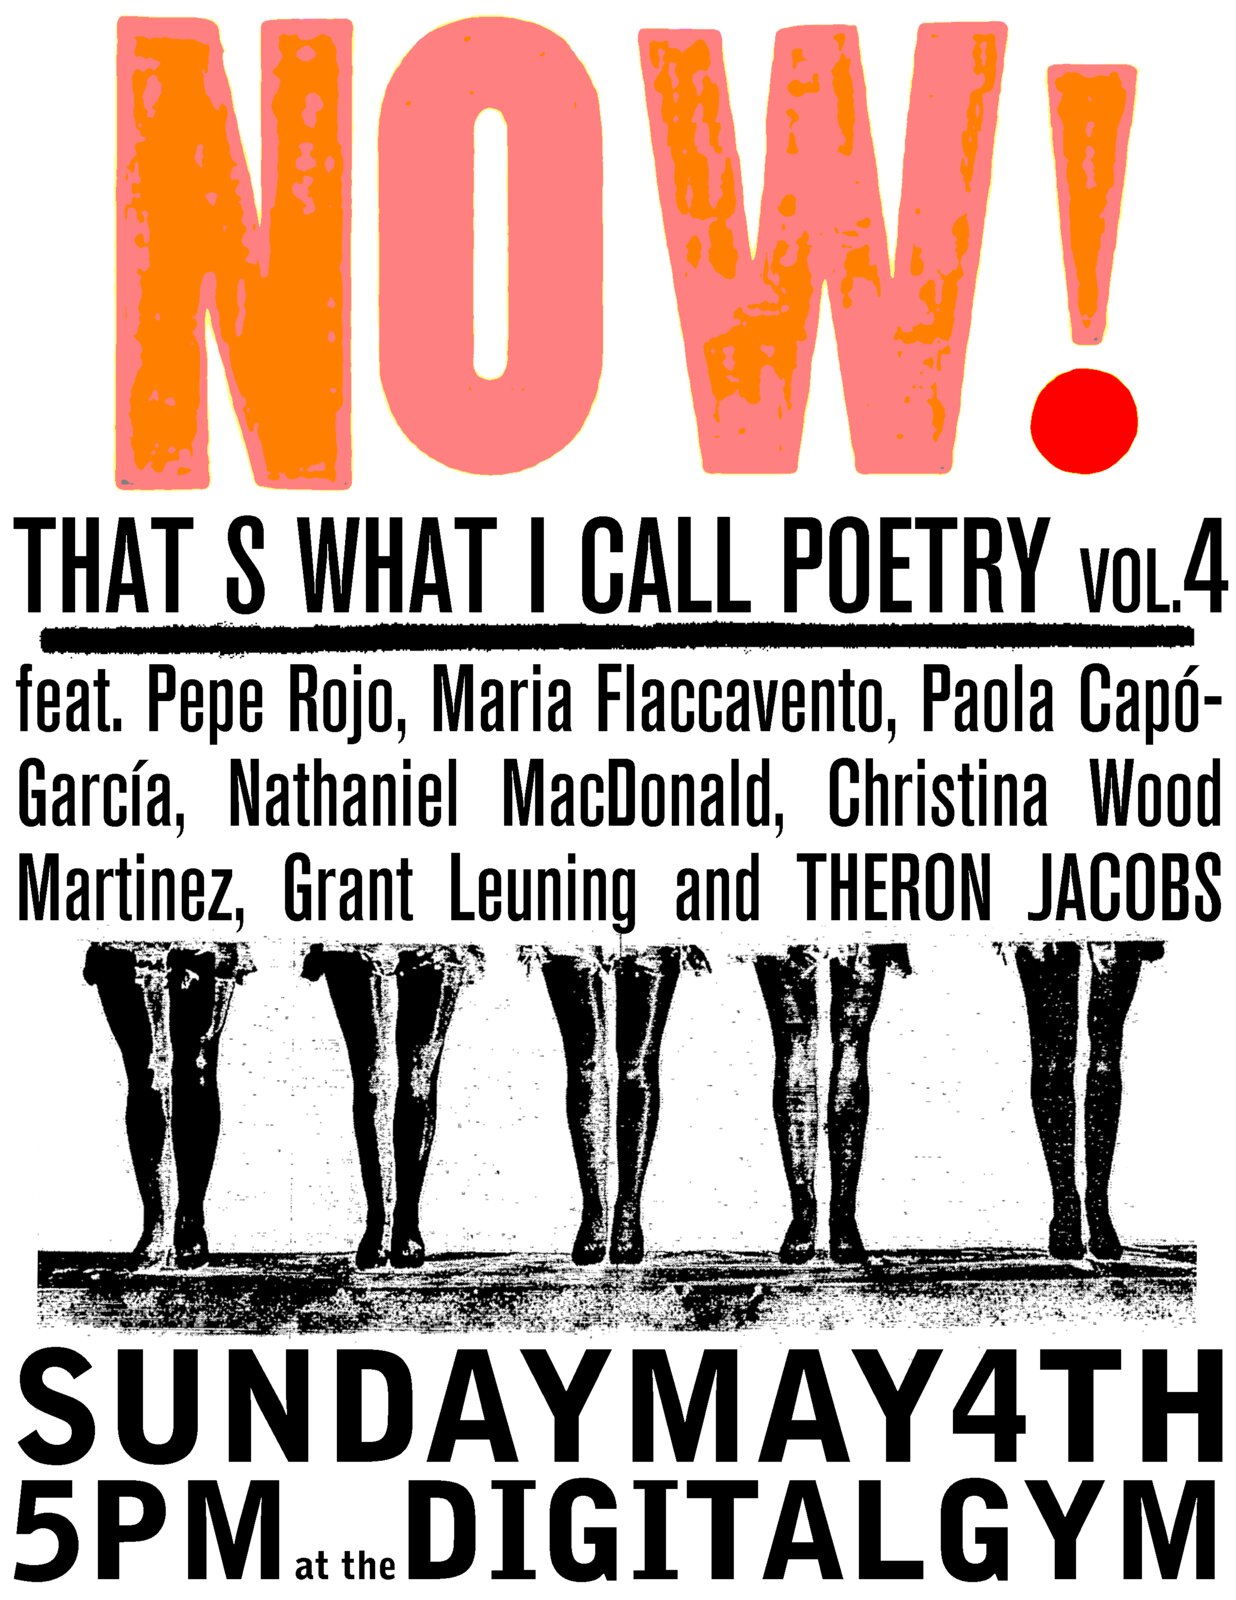 NOW!
THAT S WHAT I CALL POETRY VOL.4
feat. Pepe Rojo, Maria Flaccavento, Paola Capó-
García, Nathaniel MacDonald, Christina Wood
Martinez, Grant Leuning and THERON JACOBS
SUNDAYMAY4TH
5PM at the DIGITALGYM